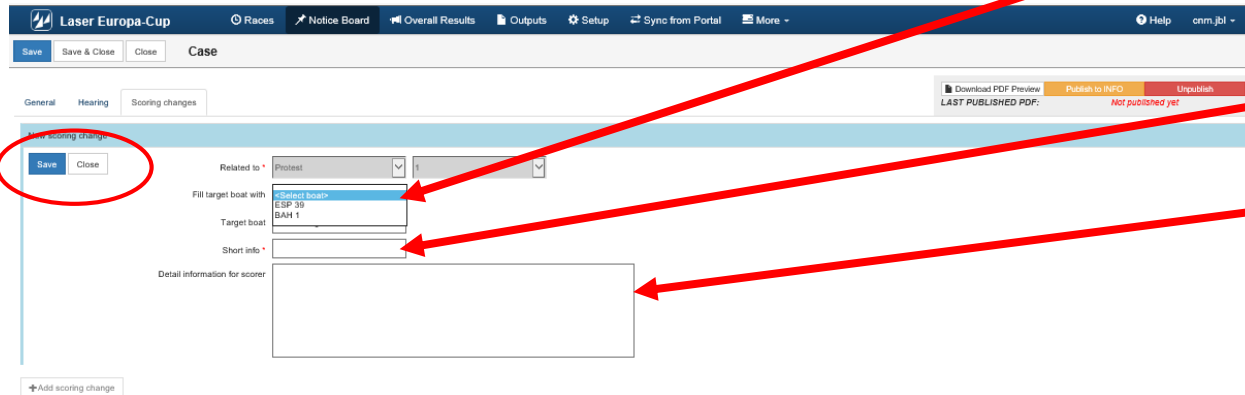 Laser Europa-Cup Races Notice Board Overall Results Outputs Setup Sync from Portal More Help cnm.jbl
Save Save & Close Close Case
Download PDF Preview Publish to INFO Unpublish
General Hearing Scoring changes
LAST PUBLISHED PDF: Not published yet
New scoring change
Save Close Related to * Protest 1
Fill target boat with <Select boat>
ESP 39
BAH 1
Target boat
Short info *
Detail information for scorer
+Add scoring change